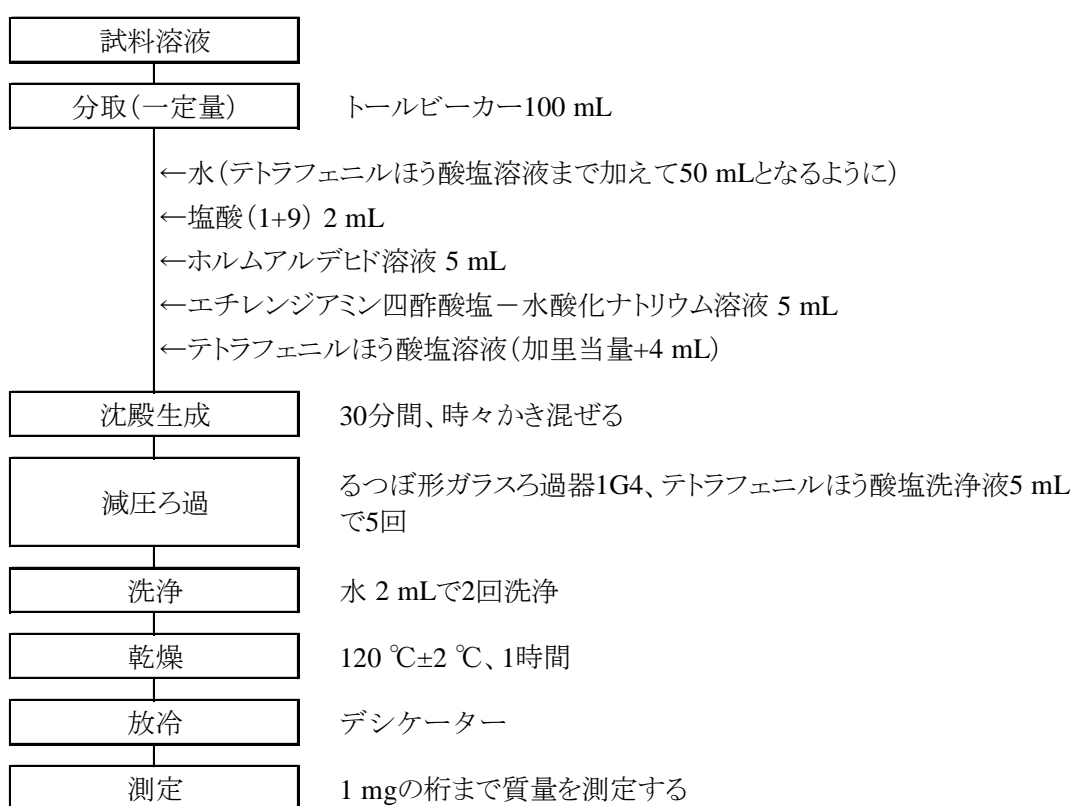 試料溶液
分取（一定量） トールビーカー100 mL
←水（テトラフェニルほう酸塩溶液まで加えて50 mLとなるように）
←塩酸（1+9） 2 mL
←ホルムアルデヒド溶液 5 mL
←エチレンジアミン四酢酸塩－水酸化ナトリウム溶液 5 mL
←テトラフェニルほう酸塩溶液（加里当量+4 mL）
沈殿生成 30分間、時々かき混ぜる
減圧ろ過 るつぼ形ガラスろ過器1G4、テトラフェニルほう酸塩洗浄液5 mL
で5回
洗浄 水 2 mLで2回洗浄
乾燥 120 ℃±2 ℃、1時間
放冷 デシケーター
測定 1 mgの桁まで質量を測定する